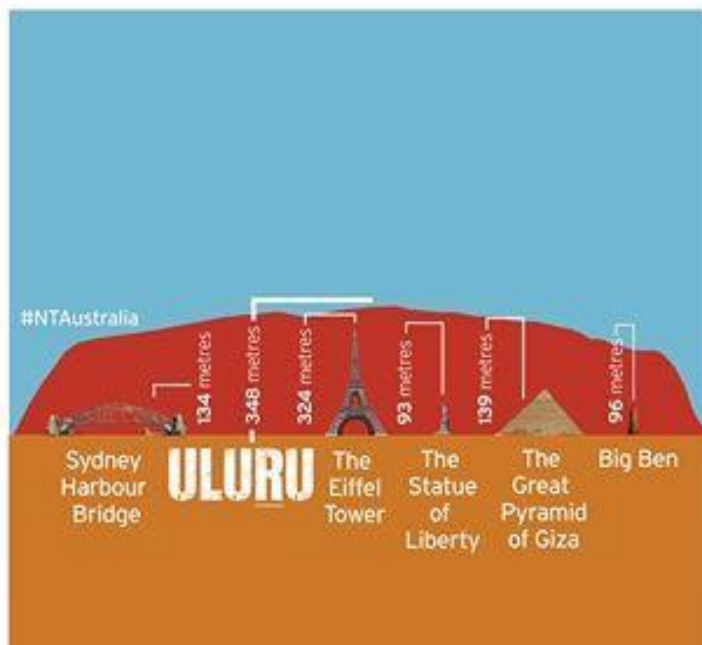 #NTAustralia
134 metres
348 metres
324 metres
93 metres
139 metres
96 metres
Sydney
Harbour
Bridge
ULURU
The
Eiffel
Tower
The
Statue
of
Liberty
The
Great
Pyramid
of Giza
Big Ben